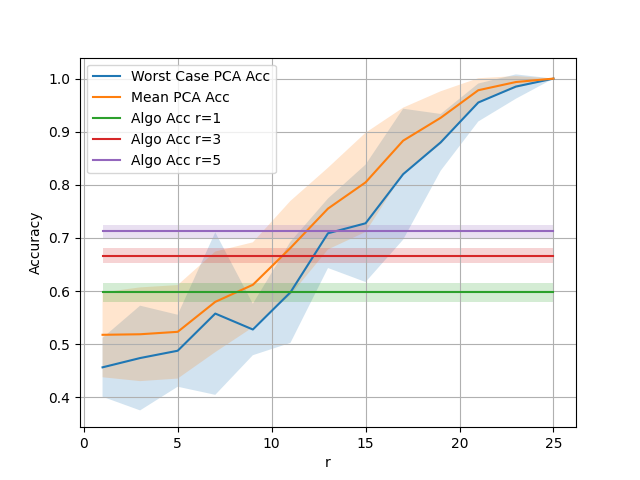 Worst Case PCA Acc
Mean PCA Acc
Algo Acc r=1
Algo Acc r=3
Algo Acc r=5
Accuracy
1.0
0.9
0.8
0.7
0.6
0.5
0.4
0 5 10 15 20 25
r